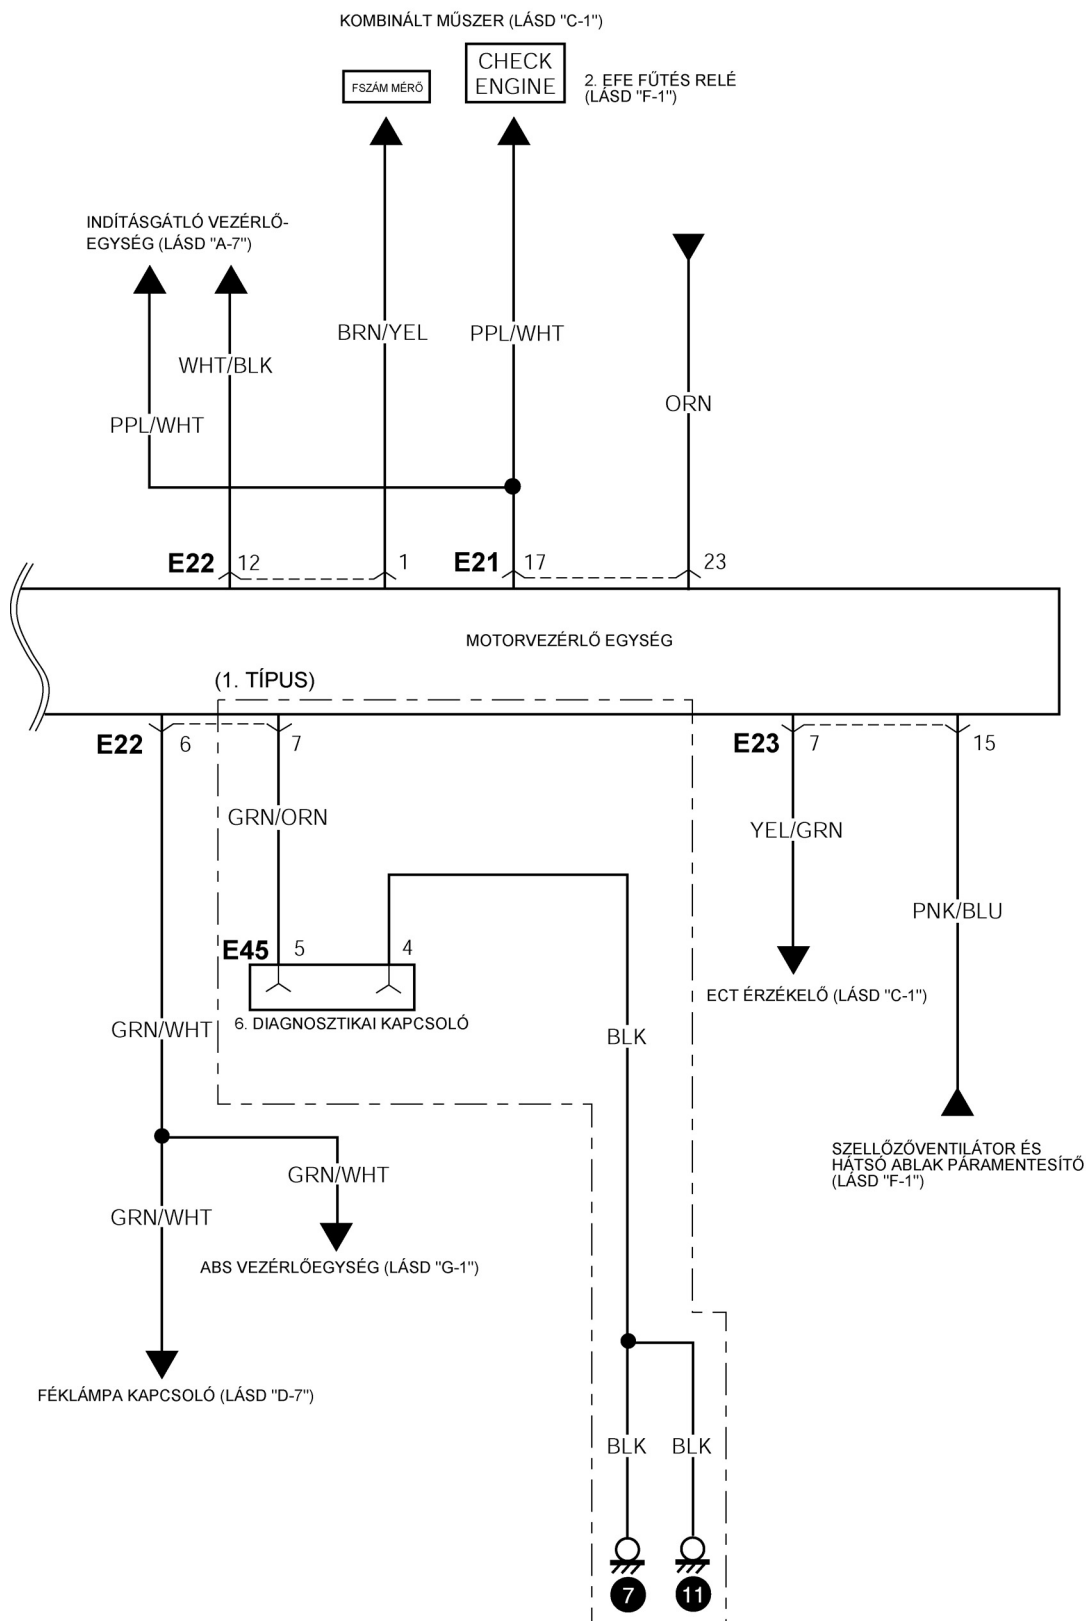 KOMBINÁLT MŰSZER (LÁSD "C-1")
FSZÁM MÉRŐ
CHECK
ENGINE
2. EFE FŰTÉS RELÉ
(LÁSD "F-1")
INDÍTÁSGÁTLÓ VEZÉRLŐ-
EGYSÉG (LÁSD "A-7")
BRN/YEL
PPL/WHT
WHT/BLK
ORN
PPL/WHT
E22 12
1
E21 17
23
MOTORVEZÉRLŐ EGYSÉG
(1. TÍPUS)
E22 6
7
E23 7
15
GRN/ORN
YEL/GRN
PNK/BLU
E45 5
4
ECT ÉRZÉKELŐ (LÁSD "C-1")
6. DIAGNOSZTIKAI KAPCSOLÓ
GRN/WHT
BLK
SZELLŐZŐVENTILÁTOR ÉS
HÁTSÓ ABLAK PÁRAMENTESÍTŐ
(LÁSD "F-1")
GRN/WHT
GRN/WHT
ABS VEZÉRLŐEGYSÉG (LÁSD "G-1")
FÉKLÁMPA KAPCSOLÓ (LÁSD "D-7")
BLK
BLK
7
11